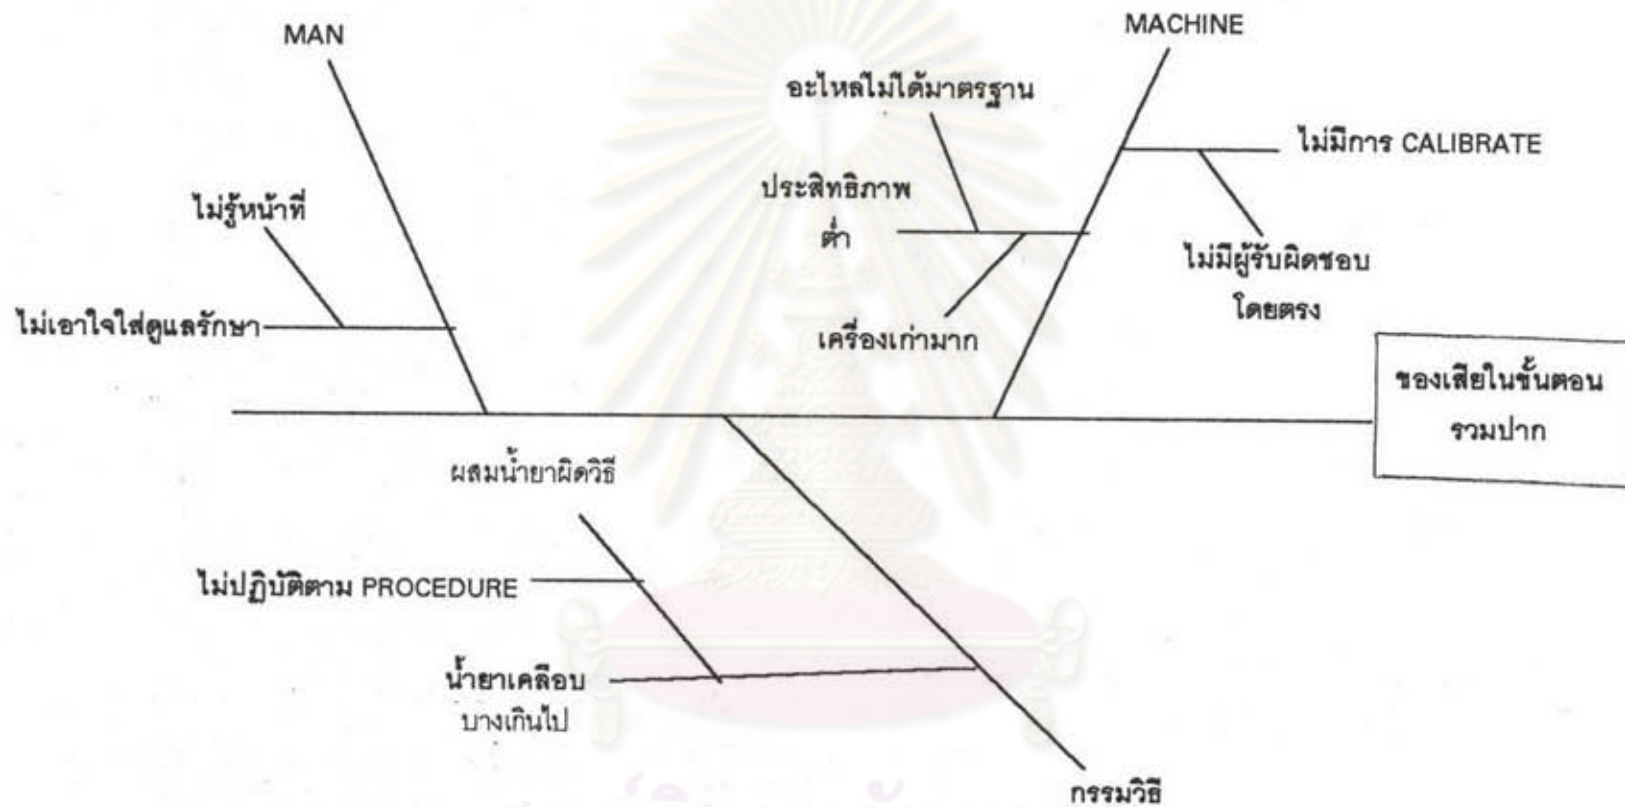 MAN
MACHINE
อะไหล่ไม่ได้มาตรฐาน
ไม่มีการ CALIBRATE
ประสิทธิภาพ
ต่ำ
ไม่รู้หน้าที่
ไม่มีผู้รับผิดชอบ
โดยตรง
ไม่เอาใจใส่ดูแลรักษา
เครื่องเก่ามาก
ของเสียในขั้นตอน
รวมปาก
ผสมน้ำยาผิดวิธี
ไม่ปฏิบัติตาม PROCEDURE
น้ำยาเคลือบ
บางเกินไป
กรรมวิธี